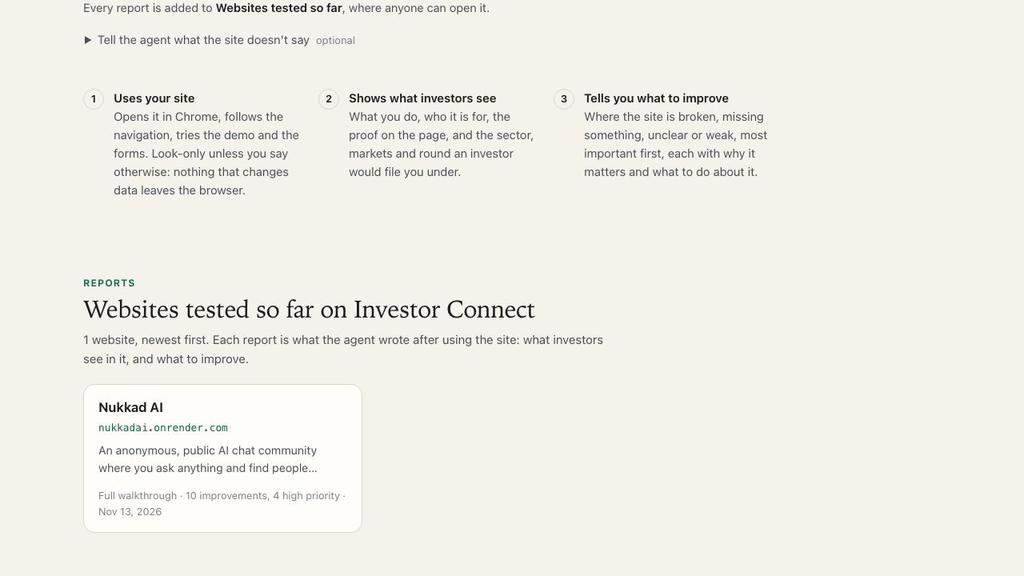 Every report is added to Websites tested so far, where anyone can open it.
▶ Tell the agent what the site doesn't say optional
1 Uses your site
Opens it in Chrome, follows the
navigation, tries the demo and the
forms. Look-only unless you say
otherwise: nothing that changes
data leaves the browser.
2 Shows what investors see
What you do, who it is for, the
proof on the page, and the sector,
markets and round an investor
would file you under.
3 Tells you what to improve
Where the site is broken, missing
something, unclear or weak, most
important first, each with why it
matters and what to do about it.
REPORTS
Websites tested so far on Investor Connect
1 website, newest first. Each report is what the agent wrote after using the site: what investors
see in it, and what to improve.
Nukkad AI
nukkadai.onrender.com
An anonymous, public AI chat community
where you ask anything and find people...
Full walkthrough · 10 improvements, 4 high priority ·
Nov 13, 2026